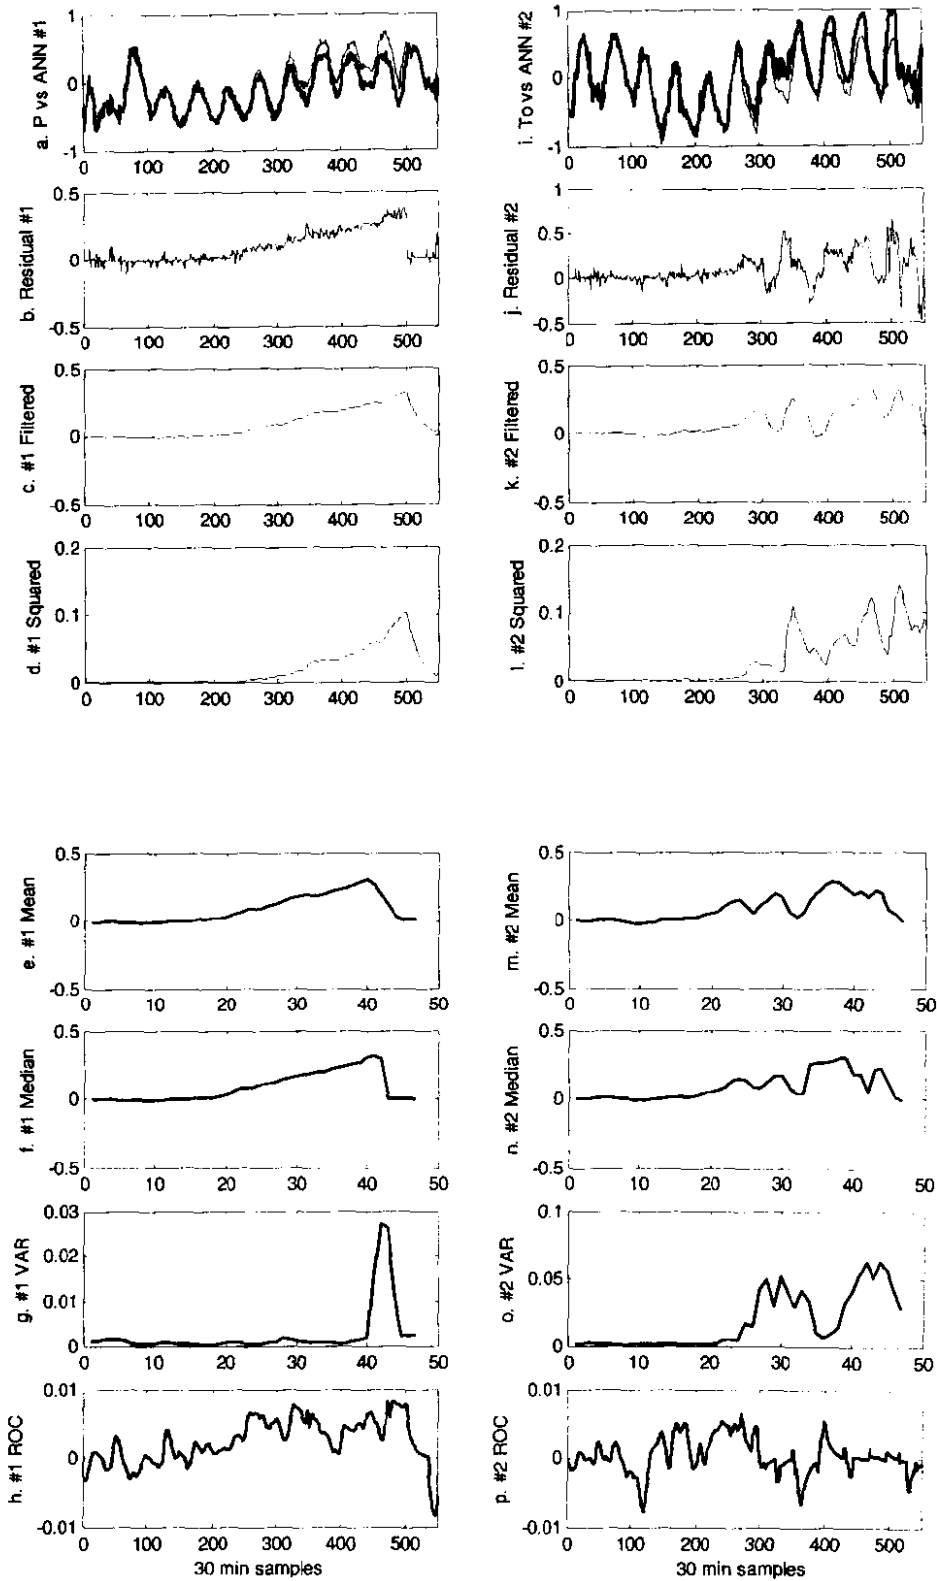 a. P vs ANN #1
1
0
-1
0 100 200 300 400 500
b. Residual #1
0.5
0
-0.5
0 100 200 300 400 500
c. #1 Filtered
0.5
0
-0.5
0 100 200 300 400 500
d. #1 Squared
0.2
0.1
0
0 100 200 300 400 500
i. To vs ANN #2
1
0
-1
0 100 200 300 400 500
j. Residual #2
1
0.5
0
-0.5
0 100 200 300 400 500
k. #2 Filtered
0.5
0
-0.5
0 100 200 300 400 500
l. #2 Squared
0.2
0.1
0
0 100 200 300 400 500
e. #1 Mean
0.5
0
-0.5
0 10 20 30 40 50
f. #1 Median
0.5
0
-0.5
0 10 20 30 40 50
g. #1 VAR
0.03
0.02
0.01
0
0 10 20 30 40 50
h. #1 ROC
0.01
0
-0.01
0 100 200 300 400 500
30 min samples
m. #2 Mean
0.5
0
-0.5
0 10 20 30 40 50
n. #2 Median
0.5
0
-0.5
0 10 20 30 40 50
o. #2 VAR
0.1
0.05
0
0 10 20 30 40 50
p. #2 ROC
0.01
0
-0.01
0 100 200 300 400 500
30 min samples